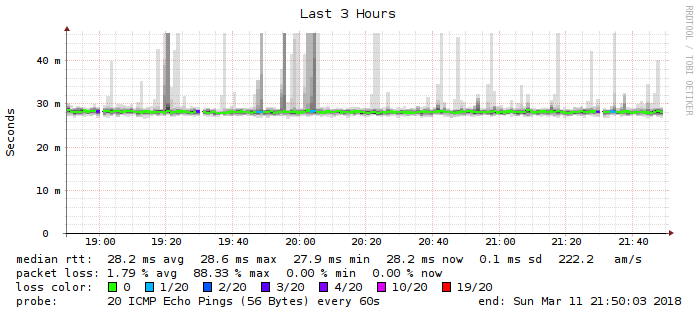 Last 3 Hours
RRDTOOL / TOBI OETIKER
Seconds
40 m
30 m
20 m
10 m
0
19:00 19:20 19:40 20:00 20:20 20:40 21:00 21:20 21:40
median rtt: 28.2 ms avg 28.6 ms max 27.9 ms min 28.2 ms now 0.1 ms sd 222.2 am/s
packet loss: 1.79 % avg 88.33 % max 0.00 % min 0.00 % now
loss color: 0 1/20 2/20 3/20 4/20 10/20 19/20
probe: 20 ICMP Echo Pings (56 Bytes) every 60s end: Sun Mar 11 21:50:03 2018